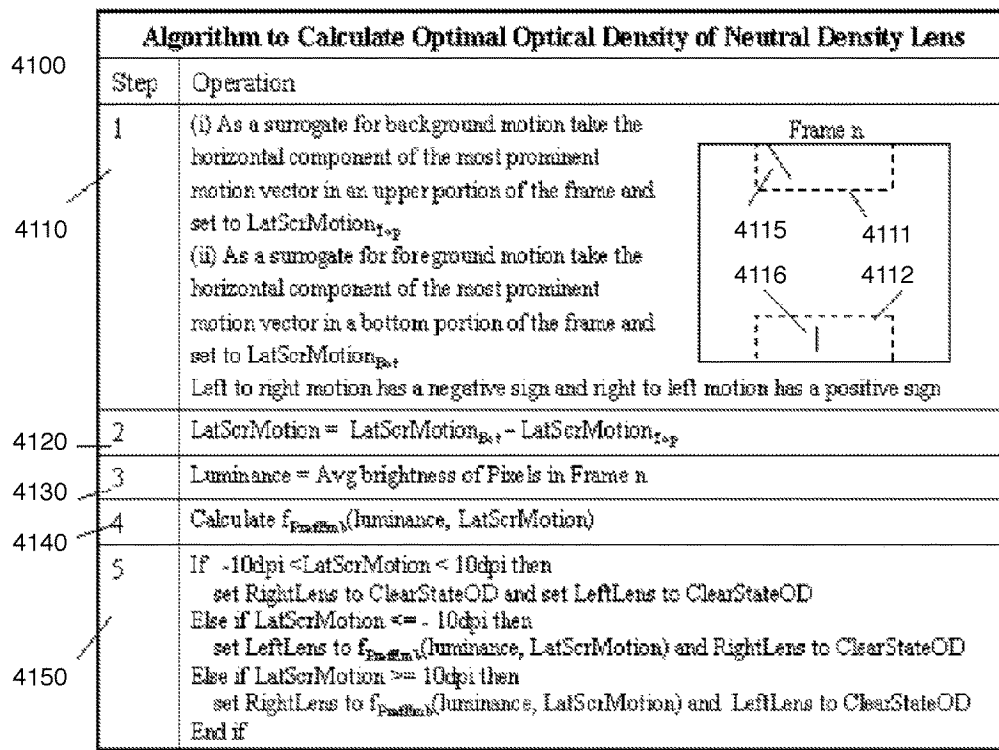 Algorithm to Calculate Optimal Optical Density of Neutral Density Lens
4100
Step Operation
1 (i) As a surrogate for background motion take the
horizontal component of the most prominent
motion vector in an upper portion of the frame and
set to LatScrMotionTop
4110
(ii) As a surrogate for foreground motion take the
horizontal component of the most prominent
motion vector in a bottom portion of the frame and
set to LatScrMotionBot
Left to right motion has a negative sign and right to left motion has a positive sign
Frame n
4115 4111
4116 4112
4120
2 LatScrMotion = LatScrMotionBot - LatScrMotionTop
4130
3 Luminance = Avg brightness of Pixels in Frame n
4140
4 Calculate f(luminance, LatScrMotion)
5 If -10dpi <LatScrMotion < 10dpi then
set RightLens to ClearStateOD and set LeftLens to ClearStateOD
Else if LatScrMotion <= - 10dpi then
set LeftLens to f(luminance, LatScrMotion) and RightLens to ClearStateOD
4150
Else if LatScrMotion >= 10dpi then
set RightLens to f(luminance, LatScrMotion) and LeftLens to ClearStateOD
End if